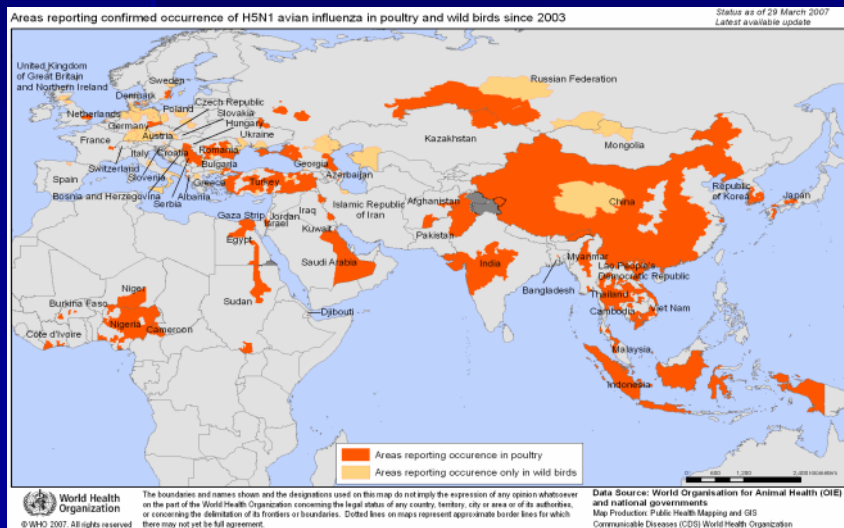 Areas reporting confirmed occurrence of H5N1 avian influenza in poultry and wild birds since 2003
Status as of 29 March 2007
Latest available update
United Kingdom
of Great Britain
and Northern Ireland
Sweden
Denmark
Russian Federation
Netherlands
Poland
Czech Republic
Slovakia
Hungary
Germany
Austria
Ukraine
France
Kazakhstan
Mongolia
Italy
Croatia
Romania
Switzerland
Bulgaria
Georgia
Slovenia
Azerbaijan
Spain
Greece
Turkey
Bosnia and Herzegovina
Albania
Serbia
Republic
of Korea
Japan
China
Afghanistan
Islamic Republic
of Iran
Iraq
Gaza Strip
Jordan
Israel
Kuwait
Pakistan
Egypt
Saudi Arabia
India
Myanmar
Lao People's
Democratic Republic
Bangladesh
Thailand
Viet Nam
Cambodia
Niger
Sudan
Burkina Faso
Nigeria
Cameroon
Djibouti
Côte d'Ivoire
Malaysia
Indonesia
Areas reporting occurence in poultry
Areas reporting occurence only in wild birds
World Health
Organization
© WHO 2007. All rights reserved
The boundaries and names shown and the designations used on this map do not imply the expression of any opinion whatsoever
on the part of the World Health Organization concerning the legal status of any country, territory, city or area or of its authorities,
or concerning the delimitation of its frontiers or boundaries. Dotted lines on maps represent approximate border lines for which
there may not yet be full agreement.
Data Source: World Organisation for Animal Health (OIE)
and national governments
Map Production: Public Health Mapping and GIS
Communicable Diseases (CDS) World Health Organization